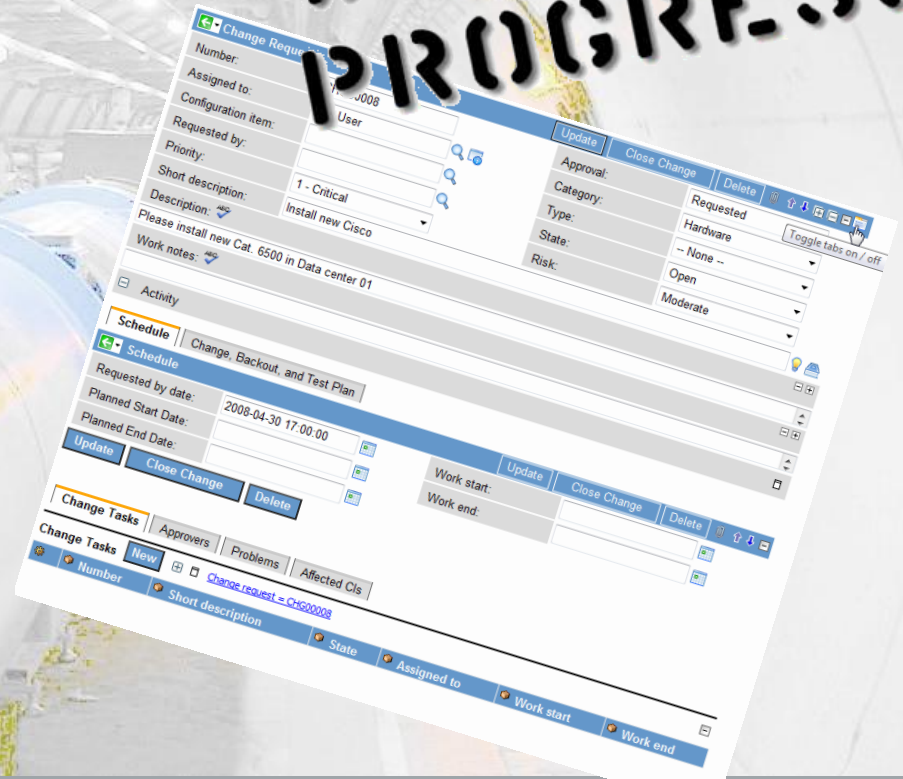 PROGRESS
Change Request
Number:
0008
Assigned to:
User
Configuration item:
Requested by:
Priority:
1 - Critical
Short description:
Install new Cisco
Description:
Please install new Cat. 6500 in Data center 01
Work notes:
Update Close Change Delete
Approval:
Requested
Category:
Hardware
Toggle tabs on / off
Type:
-- None --
State:
Open
Risk:
Moderate
Activity
Schedule Change, Backout, and Test Plan
Schedule
Update Close Change Delete
Requested by date:
2008-04-30 17:00:00
Planned Start Date:
Planned End Date:
Work start:
Work end:
Update Close Change Delete
Change Tasks Approvers Problems Affected CIs
Change Tasks New Change request = CHG00008
Number Short description State Assigned to Work start Work end